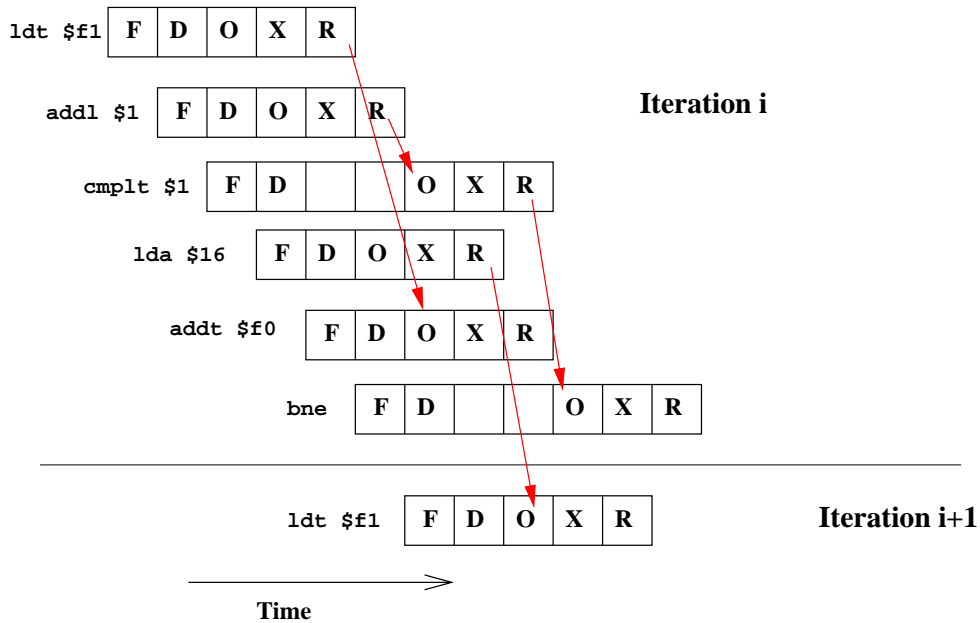 ldt $f1 F D O X R
addl $1 F D O X R
Iteration i
cmplt $1 F D O X R
lda $16 F D O X R
addt $f0 F D O X R
bne F D O X R
ldt $f1 F D O X R
Iteration i+1
Time